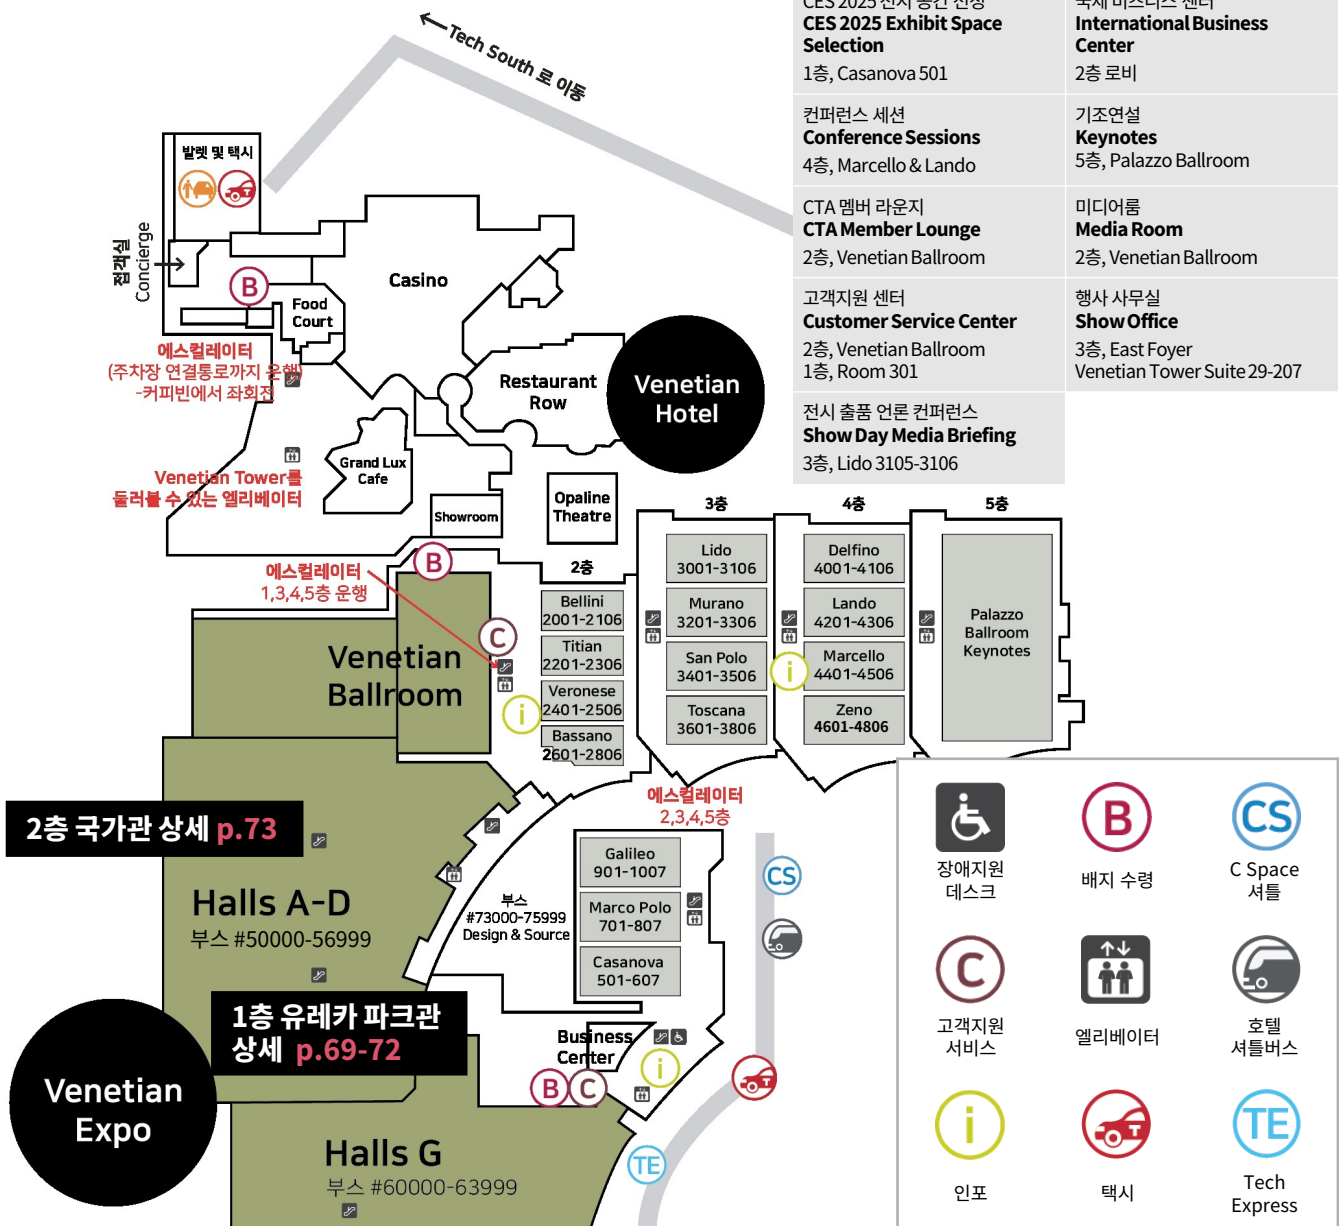 Tech South 로 이동
발렛 및 택시
접객실
Concierge
B
Food
Court
Casino
에스컬레이터
(주차장 연결통로까지 운행)
-커피빈에서 좌회전
Restaurant
Row
Venetian
Hotel
Grand Lux
Cafe
Venetian Tower를
둘러볼 수 있는 엘리베이터
Showroom
Opaline
Theatre
CES 2025 전시 공간 선정
CES 2025 Exhibit Space
Selection
1층, Casanova 501
국제 비즈니스 센터
International Business
Center
2층 로비
컨퍼런스 세션
Conference Sessions
4층, Marcello & Lando
기조연설
Keynotes
5층, Palazzo Ballroom
CTA 멤버 라운지
CTA Member Lounge
2층, Venetian Ballroom
미디어룸
Media Room
2층, Venetian Ballroom
고객지원 센터
Customer Service Center
2층, Venetian Ballroom
1층, Room 301
행사 사무실
Show Office
3층, East Foyer
Venetian Tower Suite 29-207
전시 출품 언론 컨퍼런스
Show Day Media Briefing
3층, Lido 3105-3106
B
에스컬레이터
1,3,4,5층 운행
C
i
Venetian
Ballroom
2층
Bellini
2001-2106
Titian
2201-2306
Veronese
2401-2506
Bassano
2601-2806
3층
Lido
3001-3106
Murano
3201-3306
San Polo
3401-3506
Toscana
3601-3806
4층
Delfino
4001-4106
Lando
4201-4306
i
Marcello
4401-4506
Zeno
4601-4806
5층
Palazzo
Ballroom
Keynotes
에스컬레이터
2,3,4,5층
2층 국가관 상세 p.73
Halls A-D
부스 #50000-56999
부스
#73000-75999
Design & Source
Galileo
901-1007
Marco Polo
701-807
Casanova
501-607
CS
1층 유레카 파크관
상세 p.69-72
Business
Center
B
C
i
T
TE
Venetian
Expo
Halls G
부스 #60000-63999
장애지원
데스크
B
배지 수령
CS
C Space
셔틀
C
고객지원
서비스
엘리베이터
호텔
셔틀버스
i
인포
T
택시
TE
Tech
Express